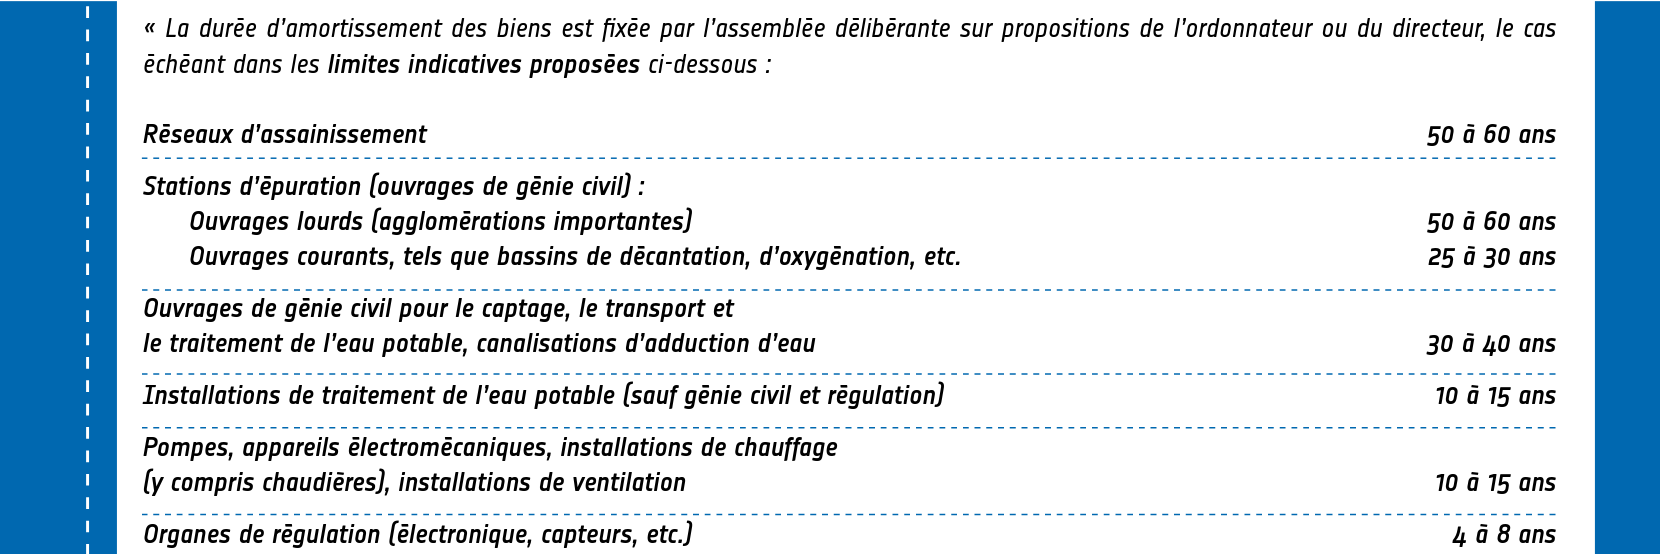 « La durée d’amortissement des biens est fixée par l’assemblée délibérante sur propositions de l’ordonnateur ou du directeur, le cas
échéant dans les limites indicatives proposées ci-dessous :
Réseaux d’assainissement 50 à 60 ans
Stations d’épuration (ouvrages de génie civil) :
Ouvrages lourds (agglomérations importantes) 50 à 60 ans
Ouvrages courants, tels que bassins de décantation, d’oxygénation, etc. 25 à 30 ans
Ouvrages de génie civil pour le captage, le transport et
le traitement de l’eau potable, canalisations d’adduction d’eau 30 à 40 ans
Installations de traitement de l’eau potable (sauf génie civil et régulation) 10 à 15 ans
Pompes, appareils électromécaniques, installations de chauffage
(y compris chaudières), installations de ventilation 10 à 15 ans
Organes de régulation (électronique, capteurs, etc.) 4 à 8 ans